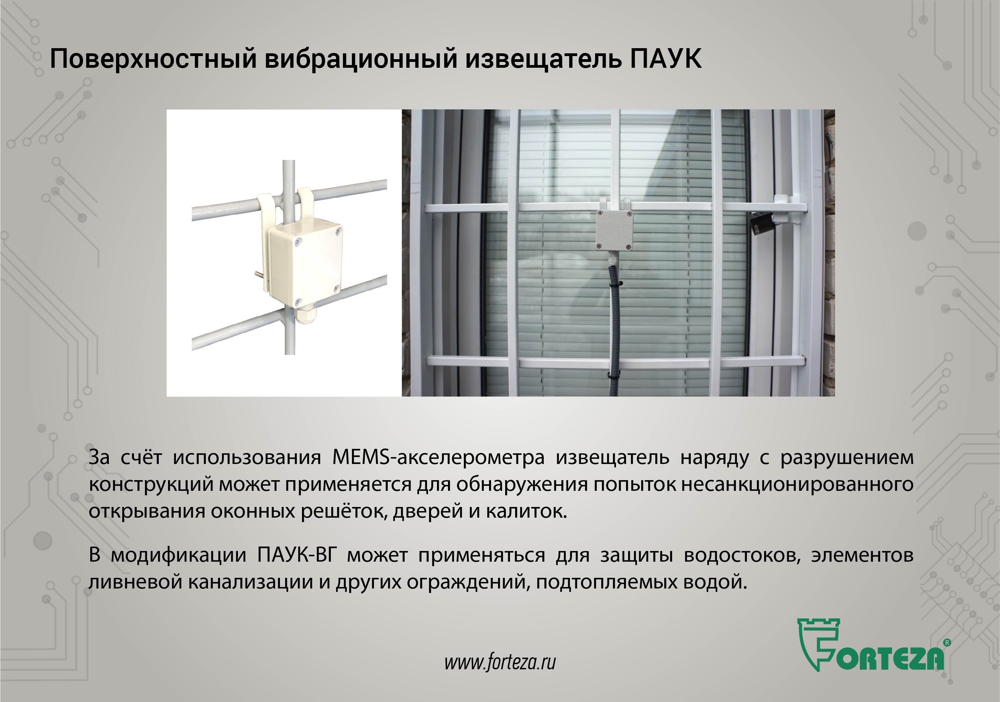 Поверхностный вибрационный извещатель ПАУК
За счёт использования MEMS-акселерометра извещатель наряду с разрушением
конструкций может применяется для обнаружения попыток несанкционированного
открывания оконных решёток, дверей и калиток.
В модификации ПАУК-ВГ может применяться для защиты водостоков, элементов
ливневой канализации и других ограждений, подтопляемых водой.
www.forteza.ru
FORTEZA®